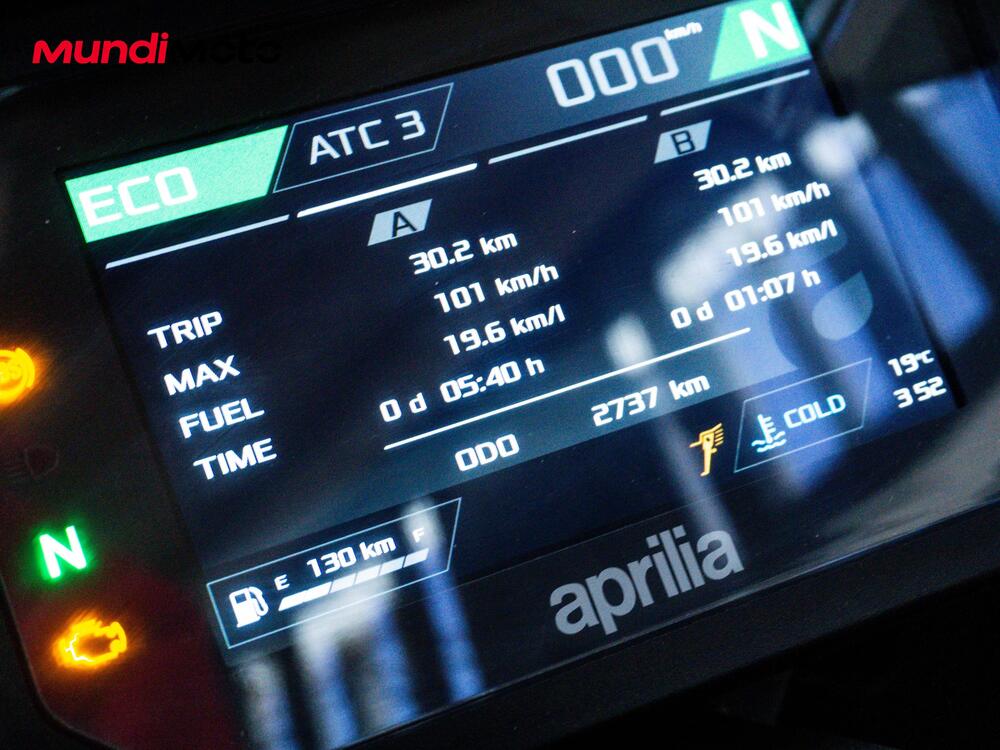 MUNDIMOTO
ECO
ATC 3
000 km/h
N
A
B
30.2 km
101 km/h
19.6 km/l
0 d 05:40 h
30.2 km
101 km/h
19.6 km/l
0 d 01:07 h
TRIP
MAX
FUEL
TIME
ODO 2737 km
COLD
19°C
3 52
N
E 130 km F
aprilia